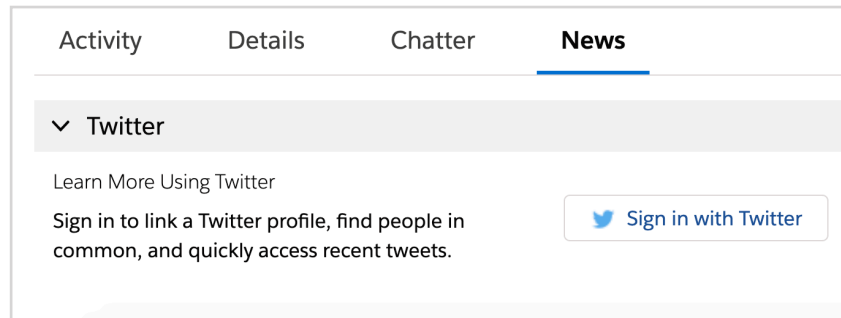 Activity Details Chatter News
Twitter
Learn More Using Twitter
Sign in to link a Twitter profile, find people in
common, and quickly access recent tweets.
Sign in with Twitter